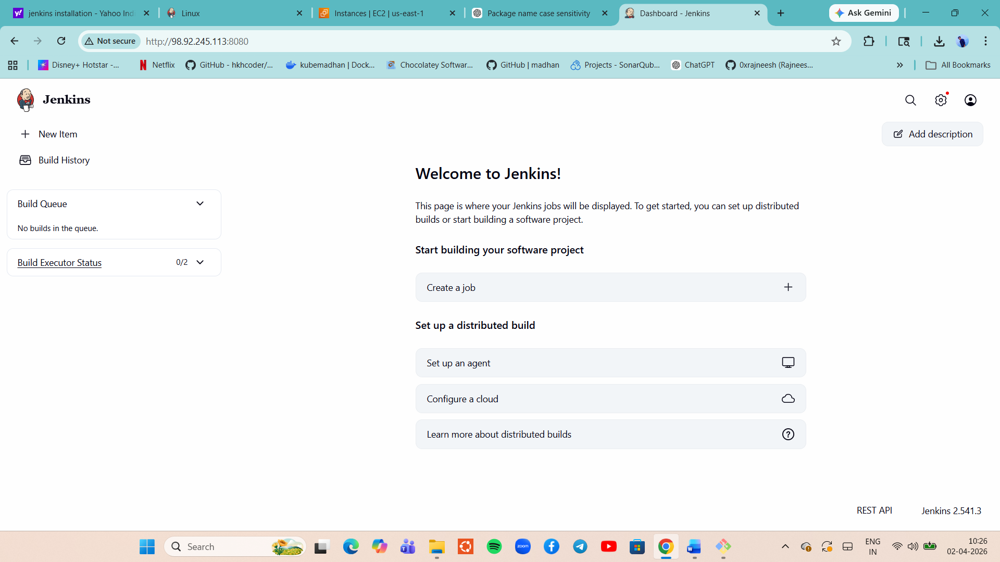 jenkins installation - Yahoo Ind
Linux
Instances | EC2 | us-east-1
Package name case sensitivity
Dashboard - Jenkins
Ask Gemini
Not secure
http://98.92.245.113:8080
Disney+ Hotstar -...
Netflix
GitHub - hkhcoder/...
kubemadhan | Dock...
Chocolatey Softwar...
GitHub | madhan
Projects - SonarQub...
ChatGPT
0xrajneesh (Rajnees...
All Bookmarks
Jenkins
New Item
Add description
Build History
Welcome to Jenkins!
Build Queue
No builds in the queue.
Build Executor Status
0/2
This page is where your Jenkins jobs will be displayed. To get started, you can set up distributed
builds or start building a software project.
Start building your software project
Create a job
Set up a distributed build
Set up an agent
Configure a cloud
Learn more about distributed builds
REST API
Jenkins 2.541.3
Search
zoom
ENG
IN
10:26
02-04-2026